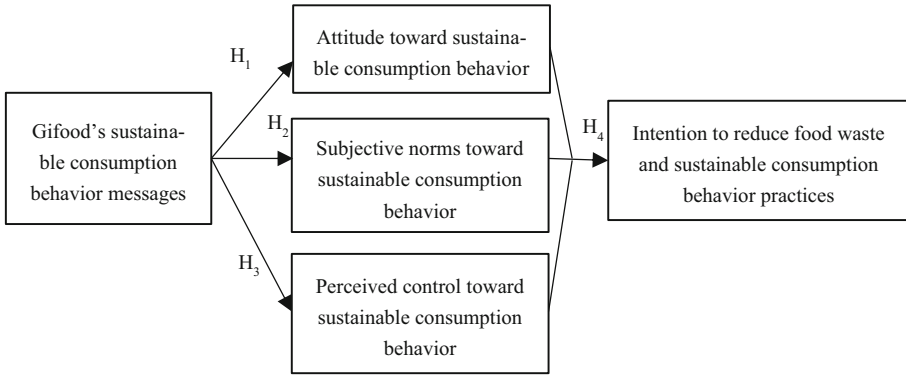 Gifood's sustaina-
ble consumption
behavior messages
H1
H2
H3
Attitude toward sustaina-
ble consumption behavior
Subjective norms toward
sustainable consumption
behavior
Perceived control toward
sustainable consumption
behavior
H4
Intention to reduce food waste
and sustainable consumption
behavior practices